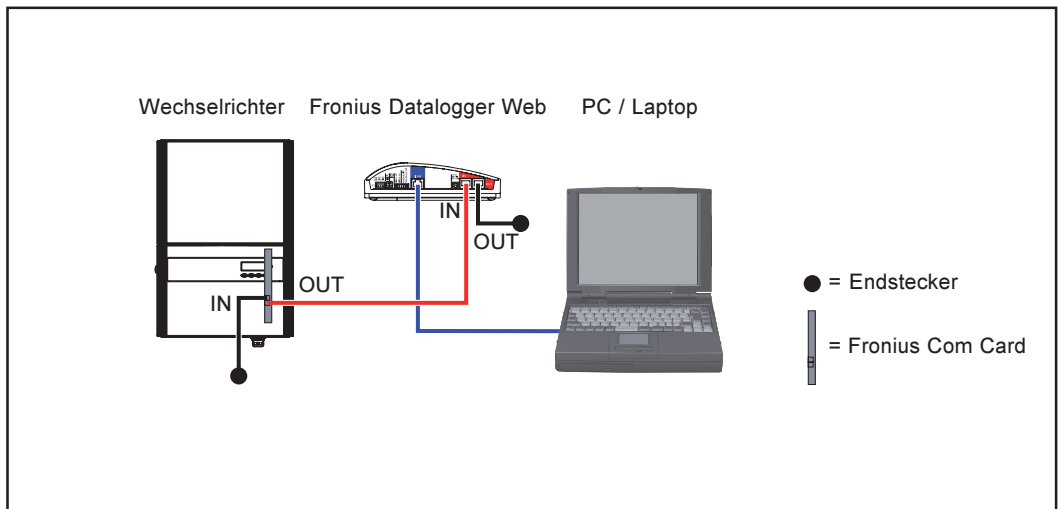 Wechselrichter Fronius Datalogger Web PC / Laptop
IN
OUT
OUT
IN
= Endstecker
= Fronius Com Card